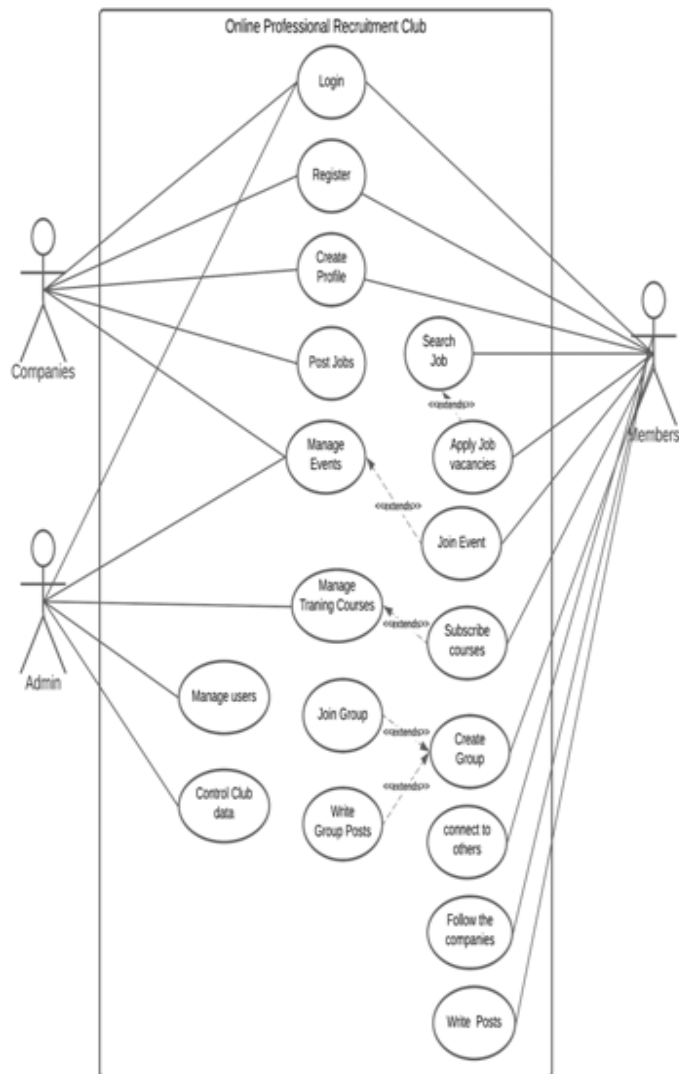 Online Professional Recruitment Club
Login
Register
Create
Profile
Companies
Post Jobs
Search
Job
<<extends>>
Members
Manage
Events
Apply Job
vacancies
<<extends>>
Join Event
Admin
Manage
Traning Courses
<<extends>>
Subscribe
courses
Manage users
Join Group
<<extends>>
Create
Group
Control Club
data
<<extends>>
Write
Group Posts
connect to
others
Follow the
companies
Write Posts